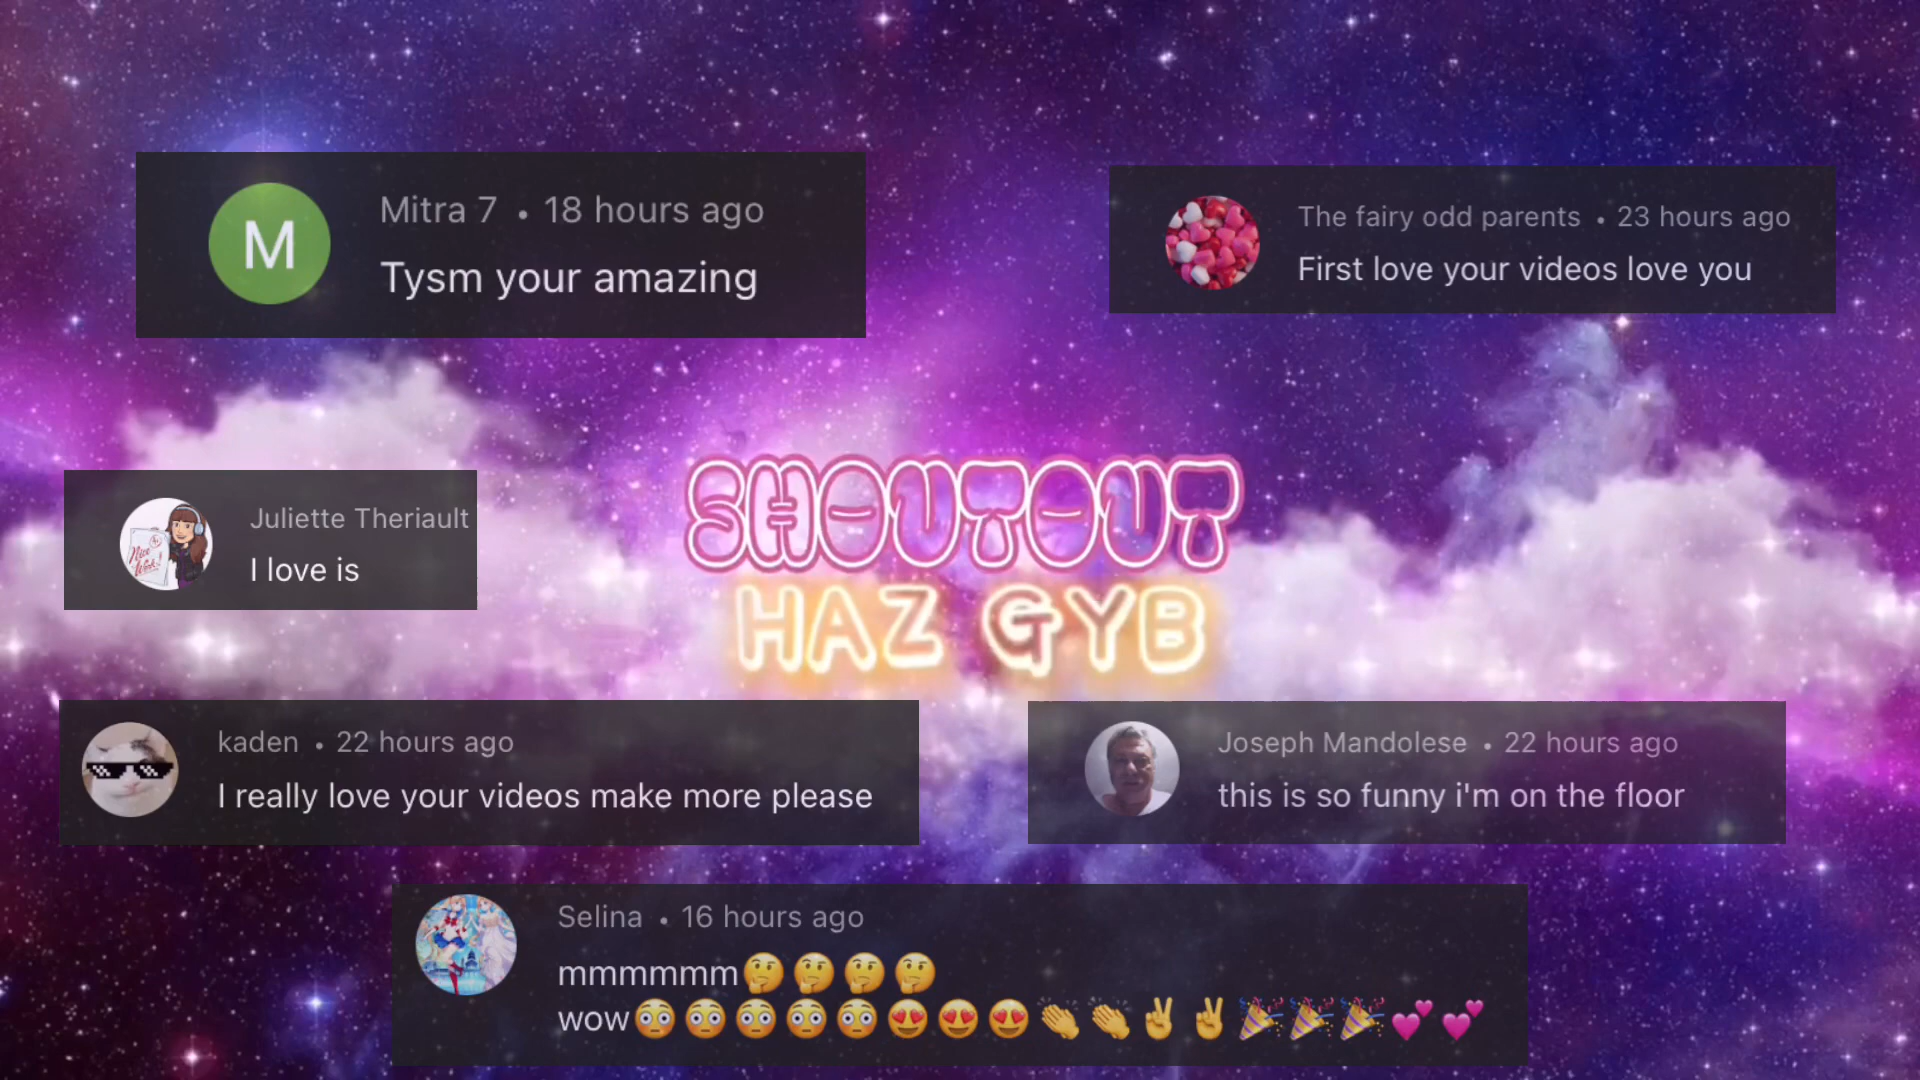 Mitra 7 • 18 hours ago
Tysm your amazing
The fairy odd parents • 23 hours ago
First love your videos love you
Juliette Theriault
I love is
Nice Work!
SHOUTOUT
HAZ GYB
kaden • 22 hours ago
I really love your videos make more please
Joseph Mandolese • 22 hours ago
this is so funny i'm on the floor
Selina • 16 hours ago
mmmmmm🤔🤔🤔🤔
wow😳😳😳😳😳😍😍😍👏👏✌️✌️🎉🎉🎉💕💕
M